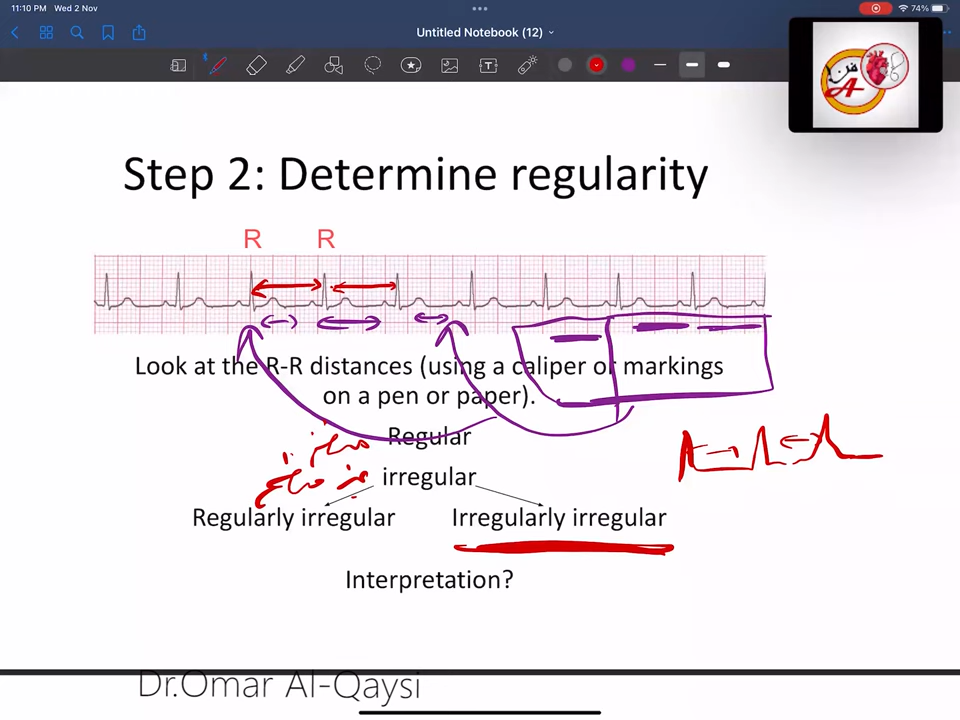 11:10 PM Wed 2 Nov
74%
Untitled Notebook (12)
فزا
A
Step 2: Determine regularity
R R
Look at the R-R distances (using a caliper or markings
on a pen or paper).
Regular
irregular
Regularly irregular Irregularly irregular
Interpretation?
Dr.Omar Al-Qaysi